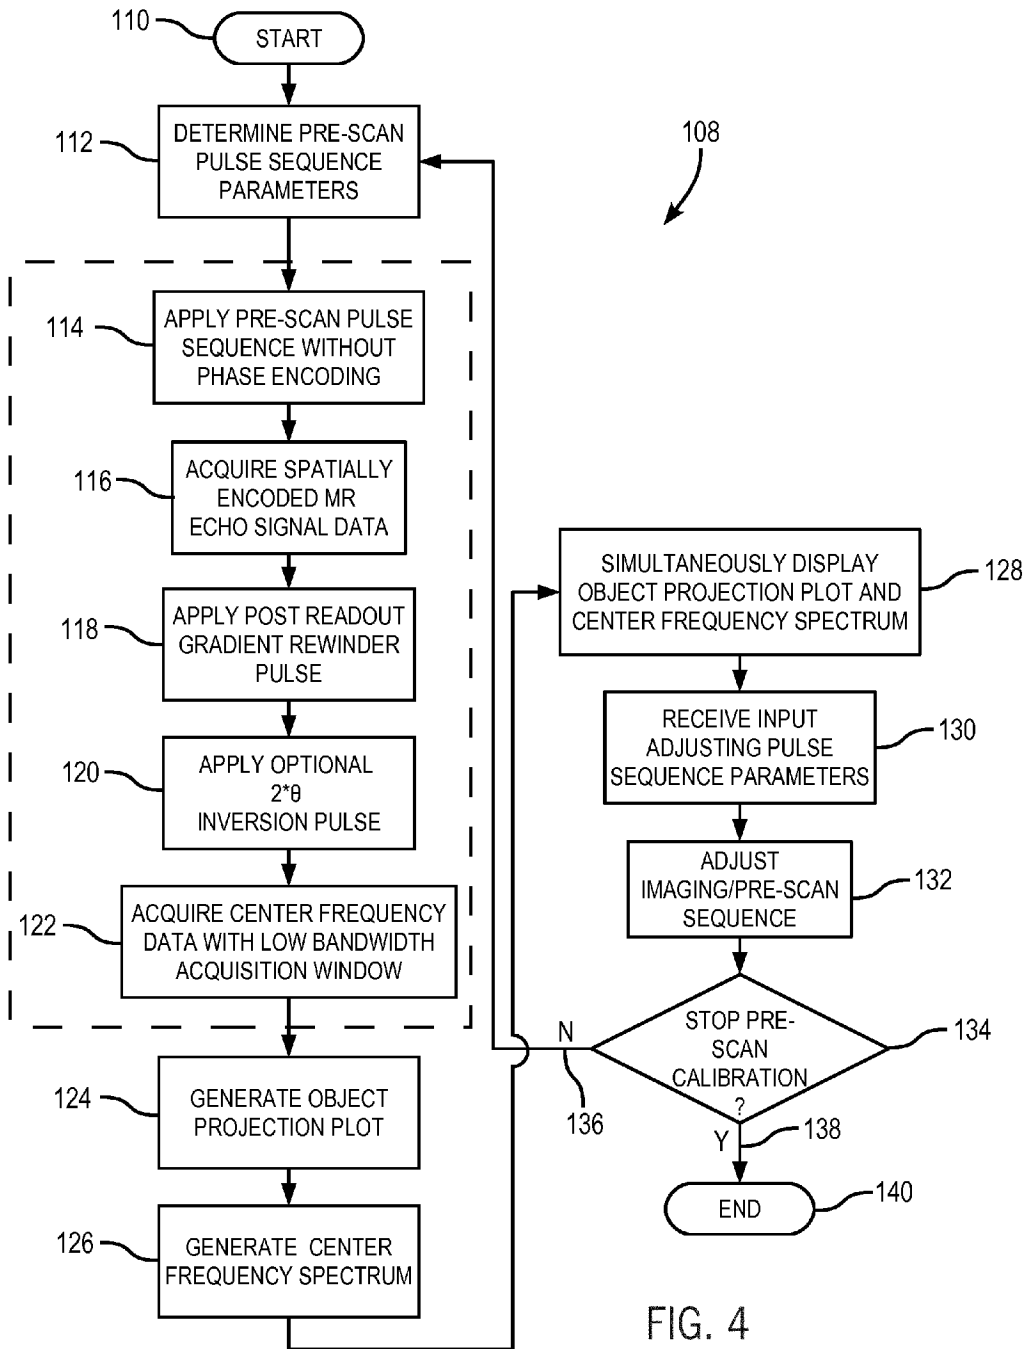 110
START
112
DETERMINE PRE-SCAN
PULSE SEQUENCE
PARAMETERS
108
114
APPLY PRE-SCAN PULSE
SEQUENCE WITHOUT
PHASE ENCODING
116
ACQUIRE SPATIALLY
ENCODED MR
ECHO SIGNAL DATA
118
APPLY POST READOUT
GRADIENT REWINDER
PULSE
120
APPLY OPTIONAL
2*θ
INVERSION PULSE
122
ACQUIRE CENTER FREQUENCY
DATA WITH LOW BANDWIDTH
ACQUISITION WINDOW
124
GENERATE OBJECT
PROJECTION PLOT
126
GENERATE CENTER
FREQUENCY SPECTRUM
SIMULTANEOUSLY DISPLAY
OBJECT PROJECTION PLOT AND
CENTER FREQUENCY SPECTRUM
128
RECEIVE INPUT
ADJUSTING PULSE
SEQUENCE PARAMETERS
130
ADJUST
IMAGING/PRE-SCAN
SEQUENCE
132
STOP PRE-
SCAN
CALIBRATION
?
134
N
136
Y
138
END
140
FIG. 4